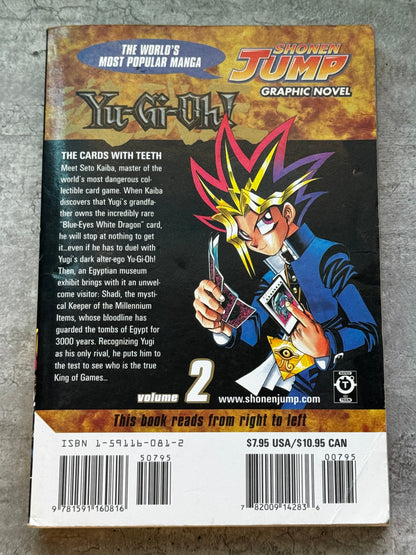 THE WORLD'S
MOST POPULAR MANGA
SHONEN
JUMP
GRAPHIC NOVEL
Yu-Gi-Oh!
THE CARDS WITH TEETH
Meet Seto Kaiba, master of the
world's most dangerous col-
lectible card game. When Kaiba
discovers that Yugi's grandfa-
ther owns the incredibly rare
"Blue-Eyes White Dragon" card,
he will stop at nothing to get
it...even if he has to duel with
Yugi's dark alter-ego Yu-Gi-Oh!
Then, an Egyptian museum
exhibit brings with it an unwel-
come visitor: Shadi, the mysti-
cal Keeper of the Millennium
Items, whose bloodline has
guarded the tombs of Egypt for
3000 years. Recognizing Yugi
as his only rival, he puts him to
the test to see who is the true
King of Games...
volume 2
www.shonenjump.com
T
This book reads from right to left
ISBN 1-59116-081-2
$7.95 USA/$10.95 CAN
50795
00795
9 781591 160816
7 82009 14283 6